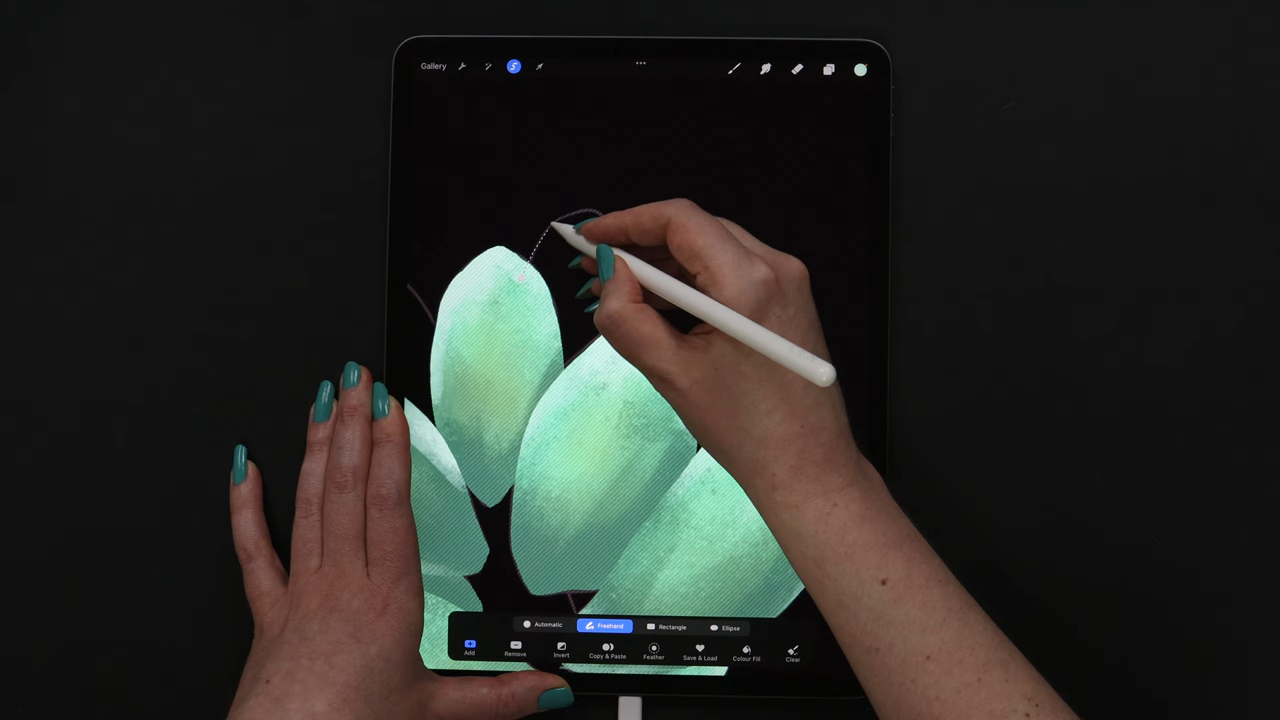 Gallery
Automatic Freehand Rectangle Ellipse
Add Remove Invert Copy & Paste Feather Save & Load Colour Fill Clear